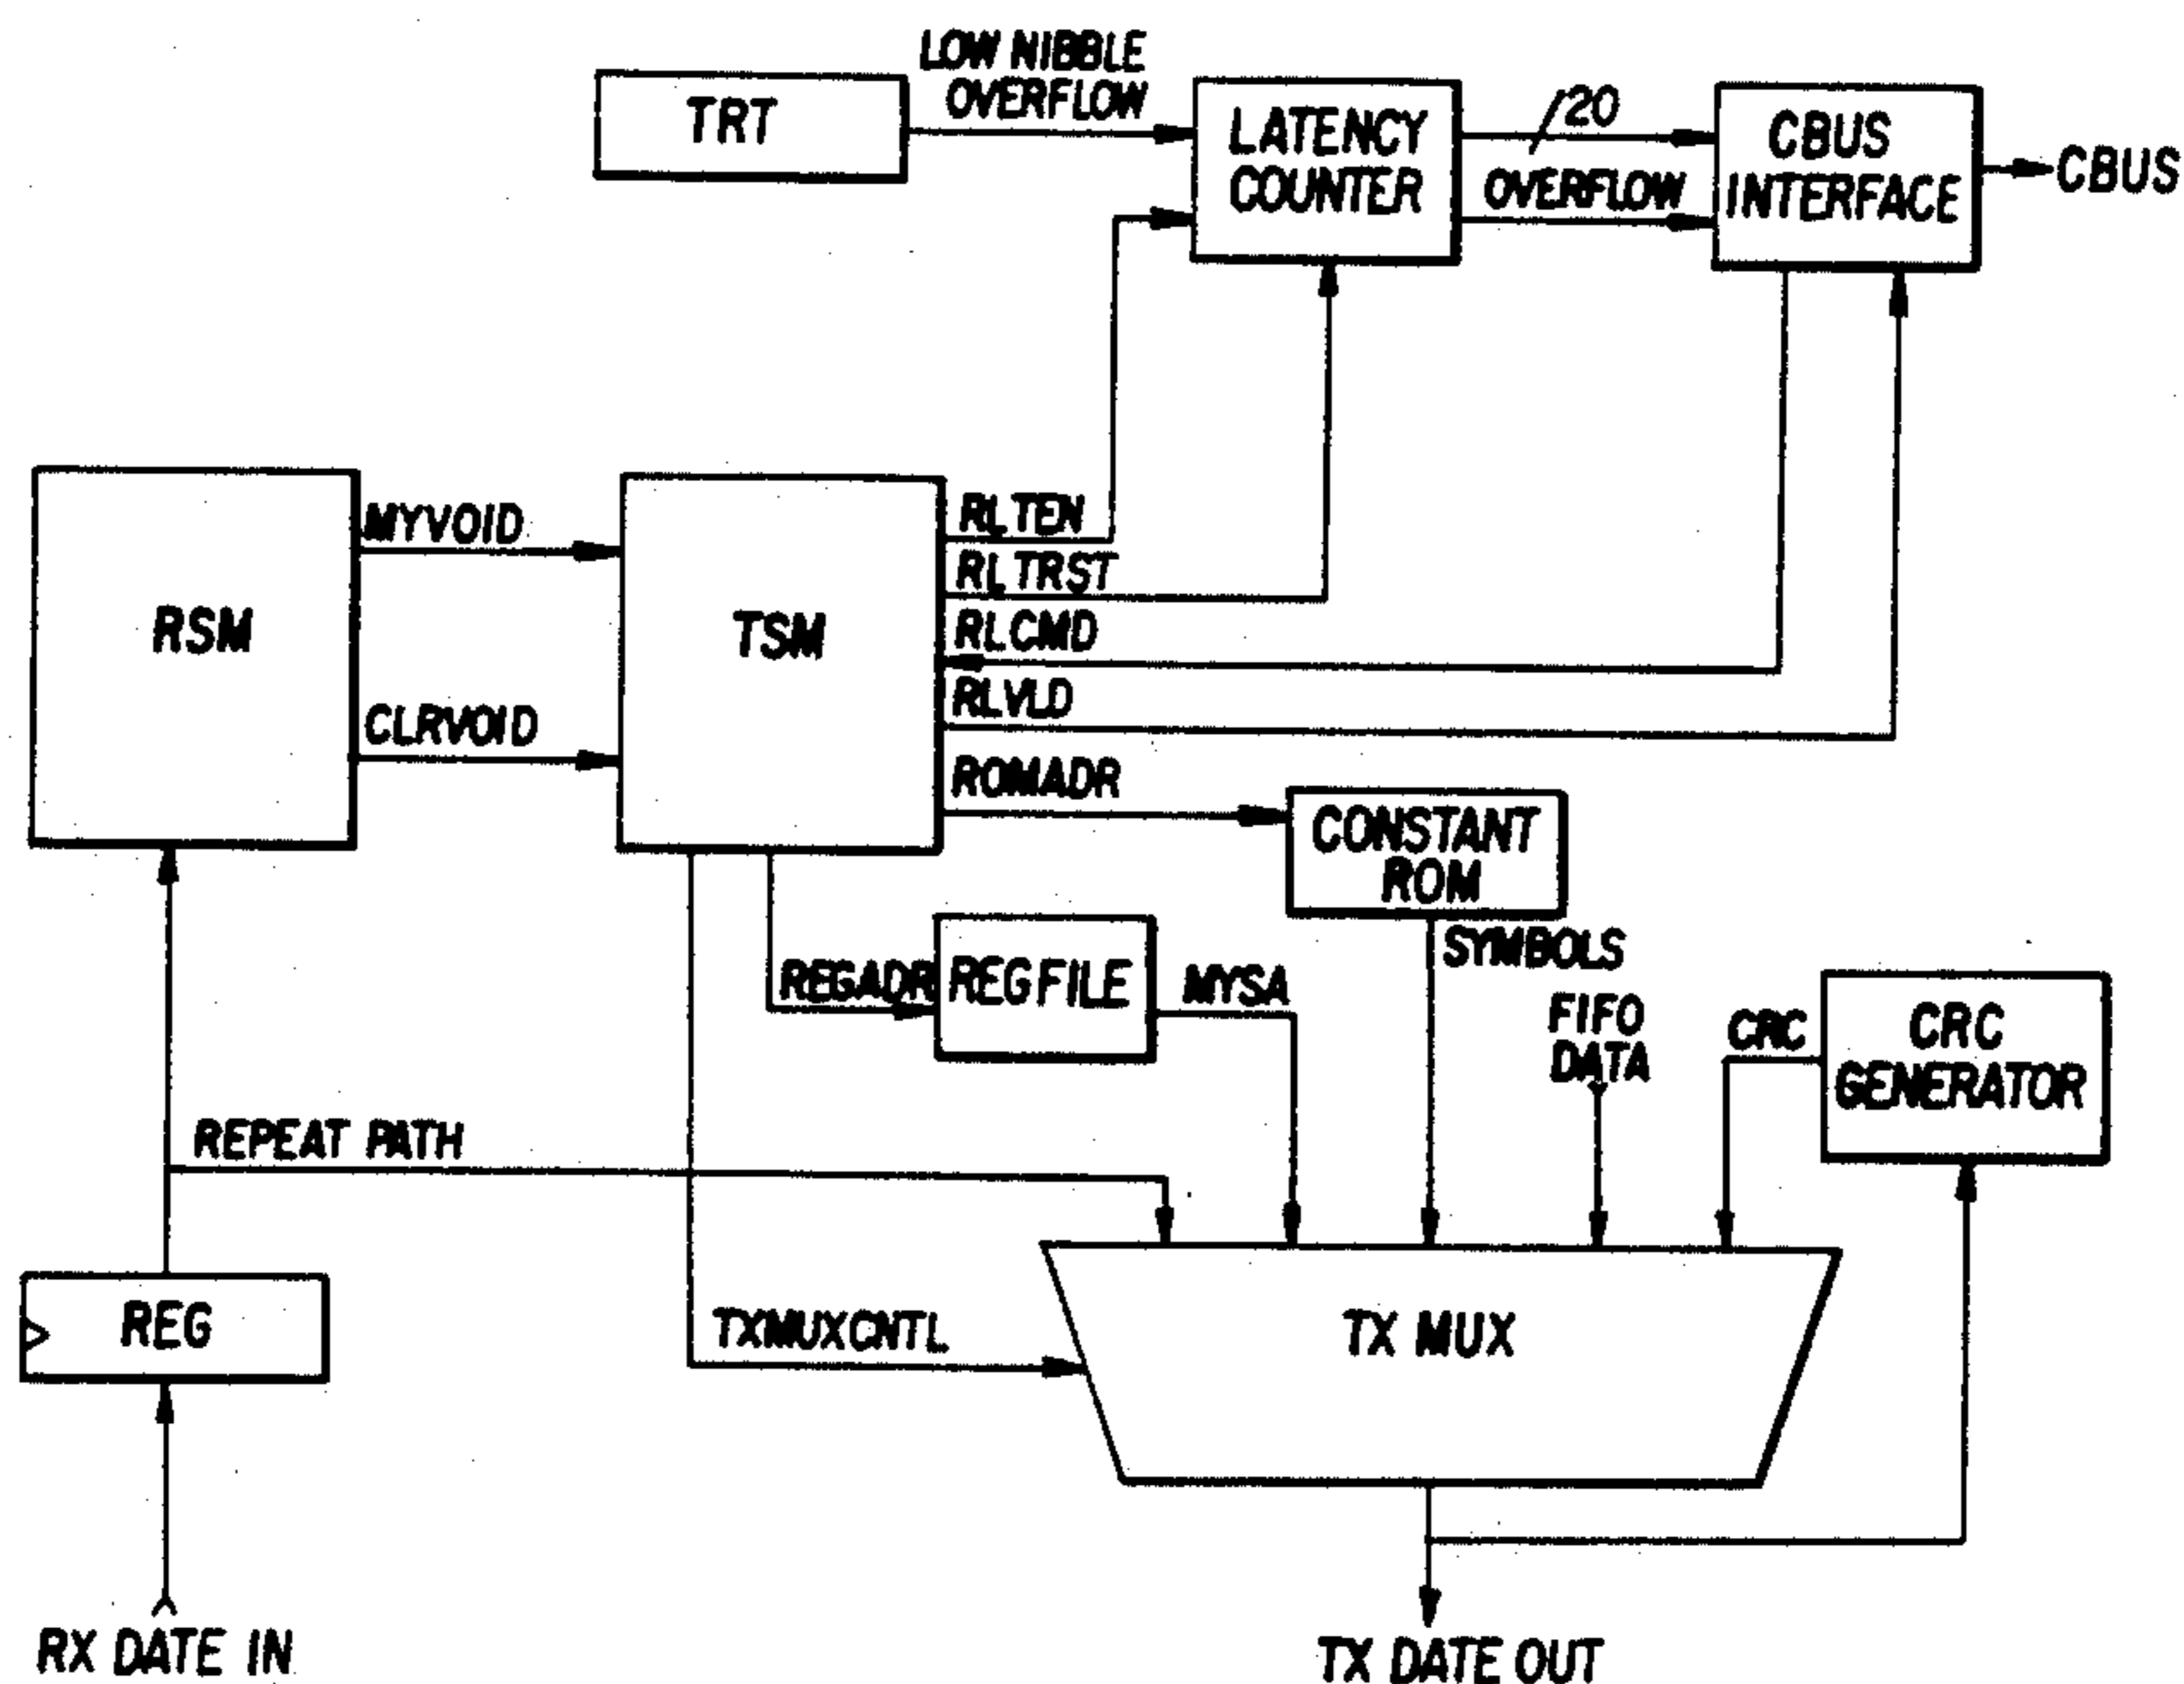 LOW NIBBLE
OVERFLOW
TRT
LATENCY
COUNTER
20
OVERFLOW
CBUS
INTERFACE
CBUS
RSM
MYVOID
CLRVOID
TSM
RLTEN
RLTRST
RLCMD
RLVLD
ROMADR
CONSTANT
ROM
SYMBOLS
REGADR
REG FILE
MYSA
FIFO
DATA
CRC
CRC
GENERATOR
REPEAT PATH
REG
TXMUXCNTL
TX MUX
RX DATE IN
TX DATE OUT